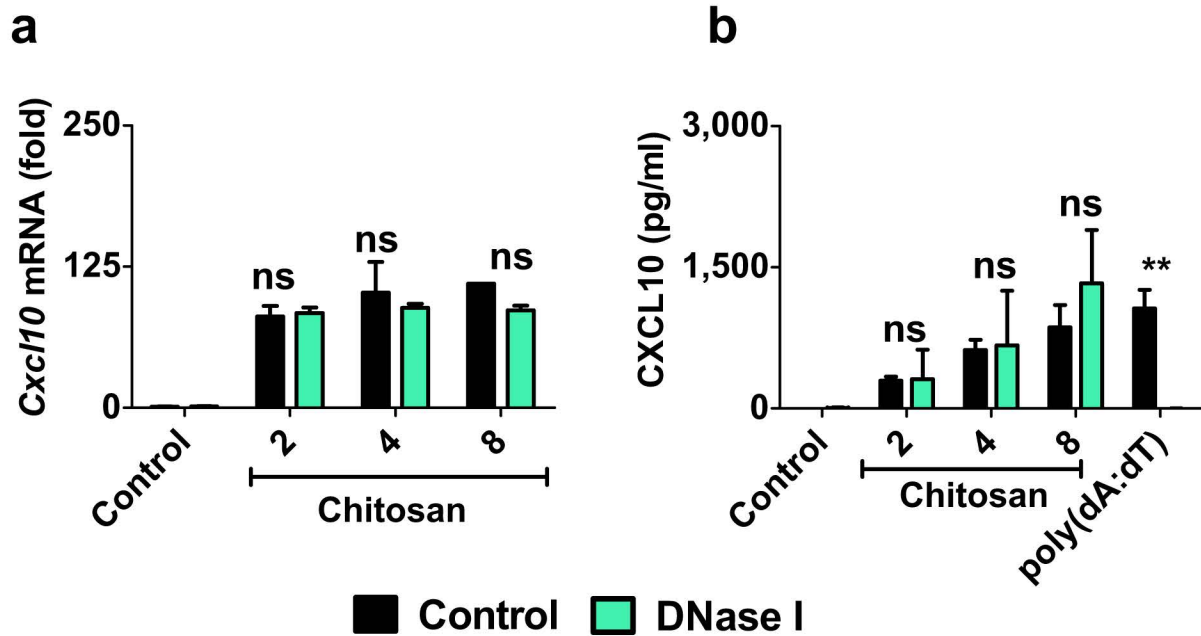 a
Cxcl10 mRNA (fold)
250
125
0
ns
ns
ns
Control
2
4
8
Chitosan
b
CXCL10 (pg/ml)
3,000
1,500
0
ns
ns
ns
**
Control
2
4
8
poly(dA:dT)
Chitosan
Control
DNase I